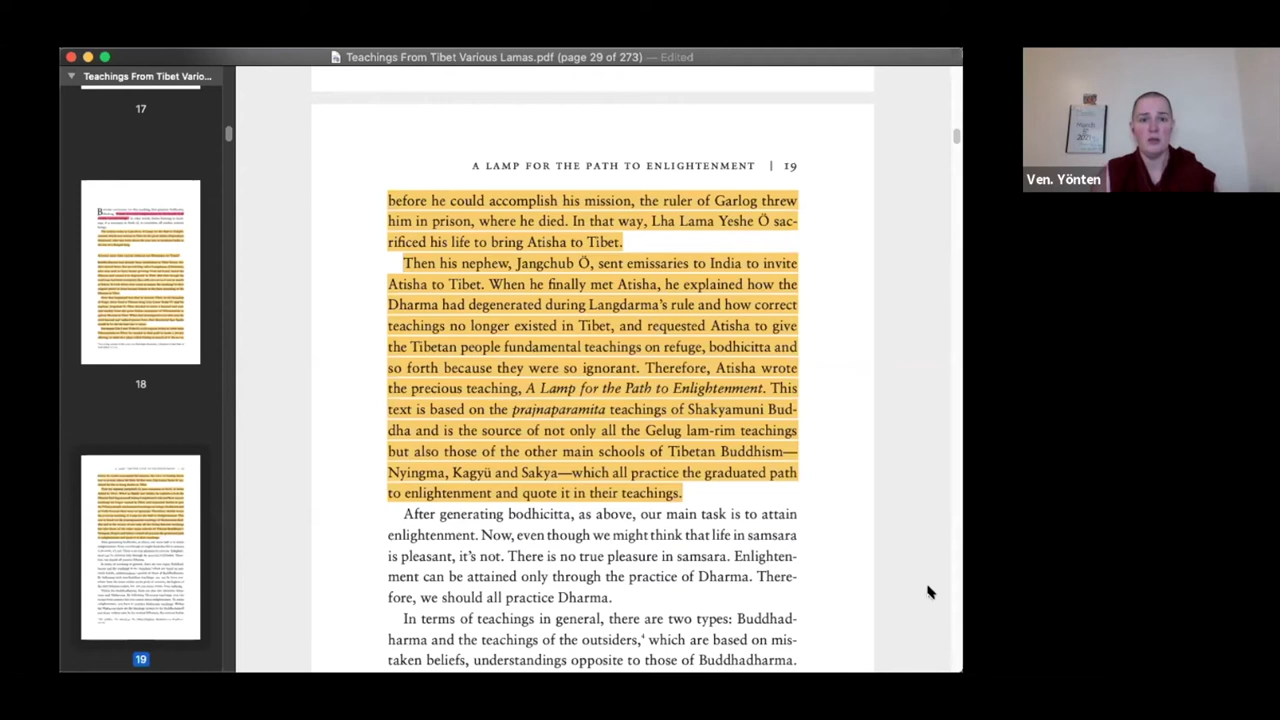 Teachings From Tibet Various Lamas.pdf (page 29 of 273) — Edited
Teachings From Tibet Vario...
17
18
19
A LAMP FOR THE PATH TO ENLIGHTENMENT | 19
before he could accomplish his mission, the ruler of Garlog threw
him in prison, where he died. In this way, Lha Lama Yeshe Ö sac-
rificed his life to bring Atisha to Tibet.
Then his nephew, Jangchub Ö, sent emissaries to India to invite
Atisha to Tibet. When he finally met Atisha, he explained how the
Dharma had degenerated during Langdarma's rule and how correct
teachings no longer existed in Tibet, and requested Atisha to give
the Tibetan people fundamental teachings on refuge, bodhicitta and
so forth because they were so ignorant. Therefore, Atisha wrote
the precious teaching, A Lamp for the Path to Enlightenment. This
text is based on the prajnaparamita teachings of Shakyamuni Bud-
dha and is the source of not only all the Gelug lam-rim teachings
but also those of the other main schools of Tibetan Buddhism—
Nyingma, Kagyü and Sakya—which all practice the graduated path
to enlightenment and quote it in their teachings.
After generating bodhicitta, as above, our main task is to attain
enlightenment. Now, even though we might think that life in samsara
is pleasant, it's not. There's no true pleasure in samsara. Enlighten-
ment can be attained only through the practice of Dharma. There-
fore, we should all practice Dharma.
In terms of teachings in general, there are two types: Buddhad-
harma and the teachings of the outsiders,4 which are based on mis-
taken beliefs, understandings opposite to those of Buddhadharma.
Ven. Yönten